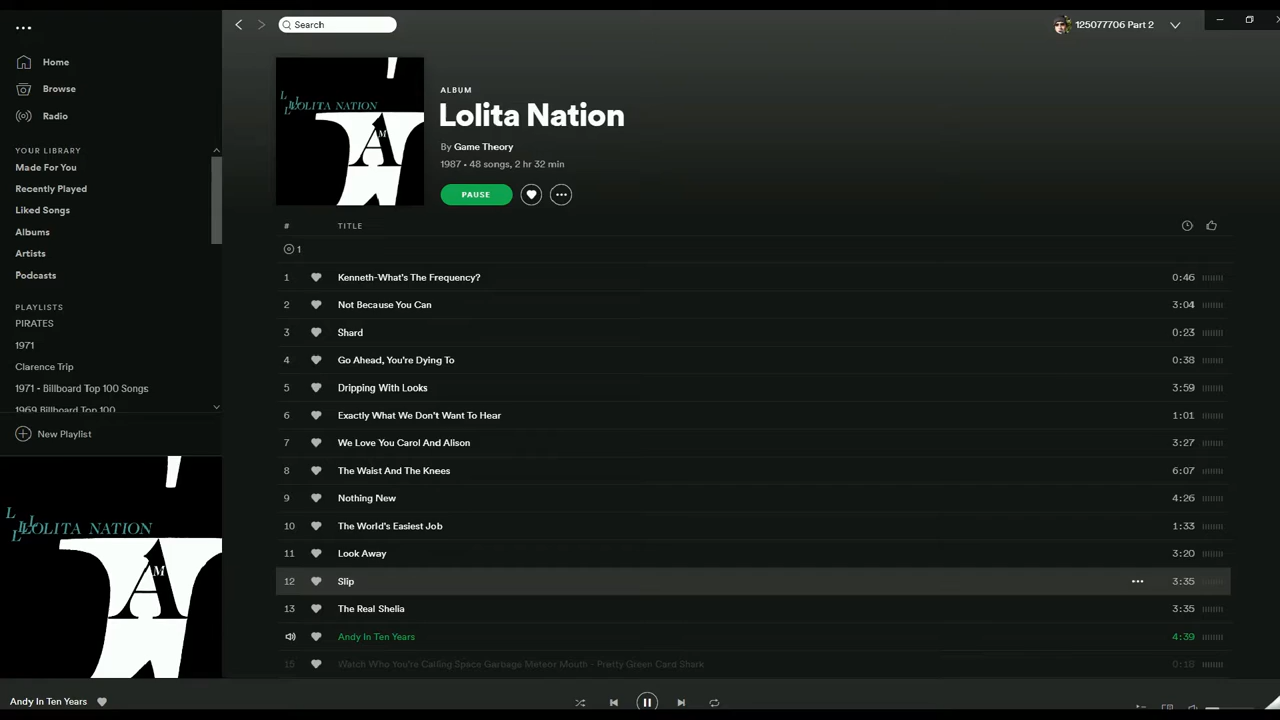 Search
125077706 Part 2
Home
Browse
Radio
YOUR LIBRARY
Made For You
Recently Played
Liked Songs
Albums
Artists
Podcasts
PLAYLISTS
PIRATES
1971
Clarence Trip
1971 - Billboard Top 100 Songs
1969 Billboard Top 100
New Playlist
L
L
L
LOLITA NATION
AM
Andy In Ten Years
L
L
L
LOLITA NATION
AM
ALBUM
Lolita Nation
By Game Theory
1987 • 48 songs, 2 hr 32 min
PAUSE
# TITLE
1
1 Kenneth-What's The Frequency? 0:46
2 Not Because You Can 3:04
3 Shard 0:23
4 Go Ahead, You're Dying To 0:38
5 Dripping With Looks 3:59
6 Exactly What We Don't Want To Hear 1:01
7 We Love You Carol And Alison 3:27
8 The Waist And The Knees 6:07
9 Nothing New 4:26
10 The World's Easiest Job 1:33
11 Look Away 3:20
12 Slip 3:35
13 The Real Shelia 3:35
Andy In Ten Years 4:39
15 Watch Who You're Calling Space Garbage Meteor Mouth - Pretty Green Card Shark 0:18